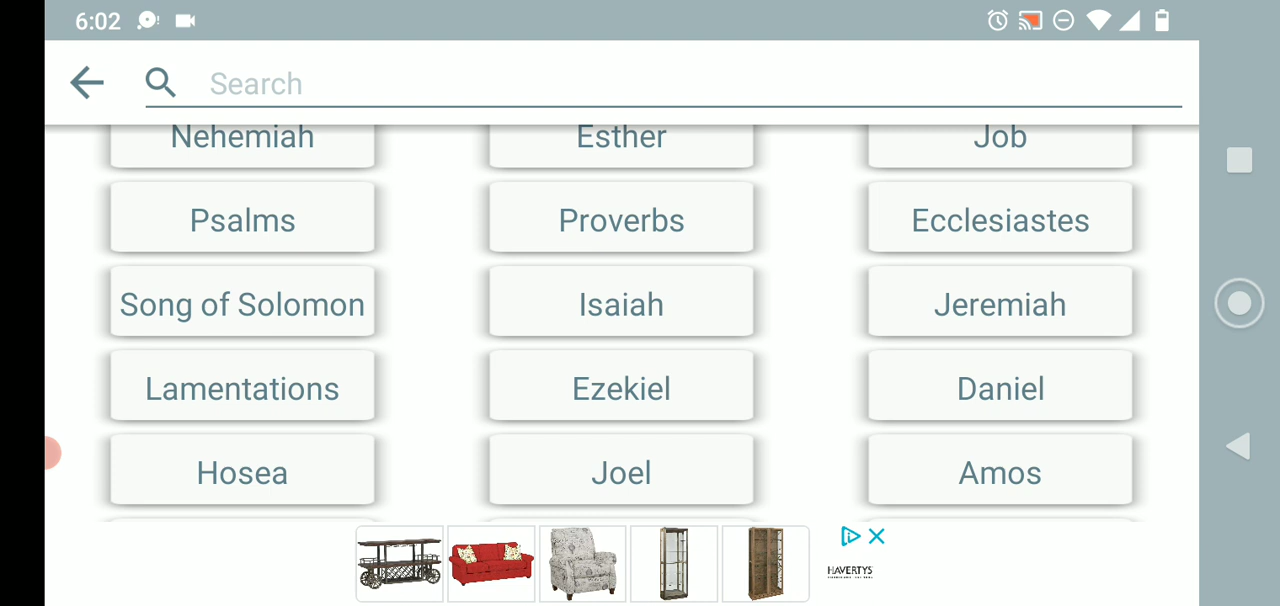 6:02
Search
Nehemiah Esther Job
Psalms Proverbs Ecclesiastes
Song of Solomon Isaiah Jeremiah
Lamentations Ezekiel Daniel
Hosea Joel Amos
HAVERTYS